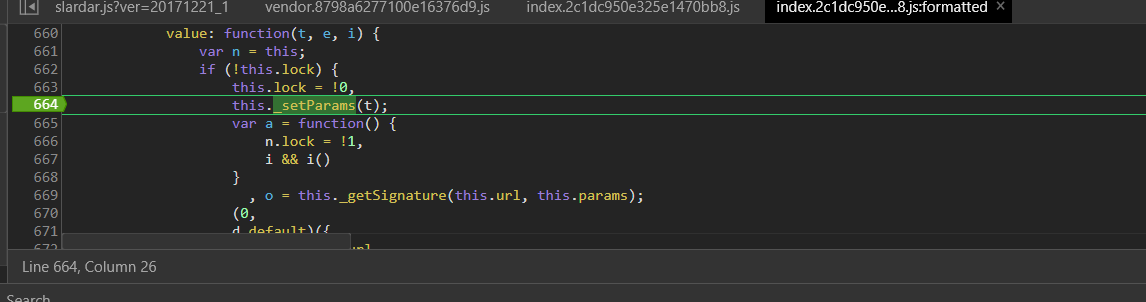 slardar.js?ver=20171221_1 vendor.8798a6277100e16376d9.js index.2c1dc950e325e1470bb8.js index.2c1dc950e...8.js:formatted ×
660 value: function(t, e, i) {
661 var n = this;
662 if (!this.lock) {
663 this.lock = !0,
664 this._setParams(t);
665 var a = function() {
666 n.lock = !1,
667 i && i()
668 }
669 , o = this._getSignature(this.url, this.params);
670 (0,
671 d.default)({
672
Line 664, Column 26
Search